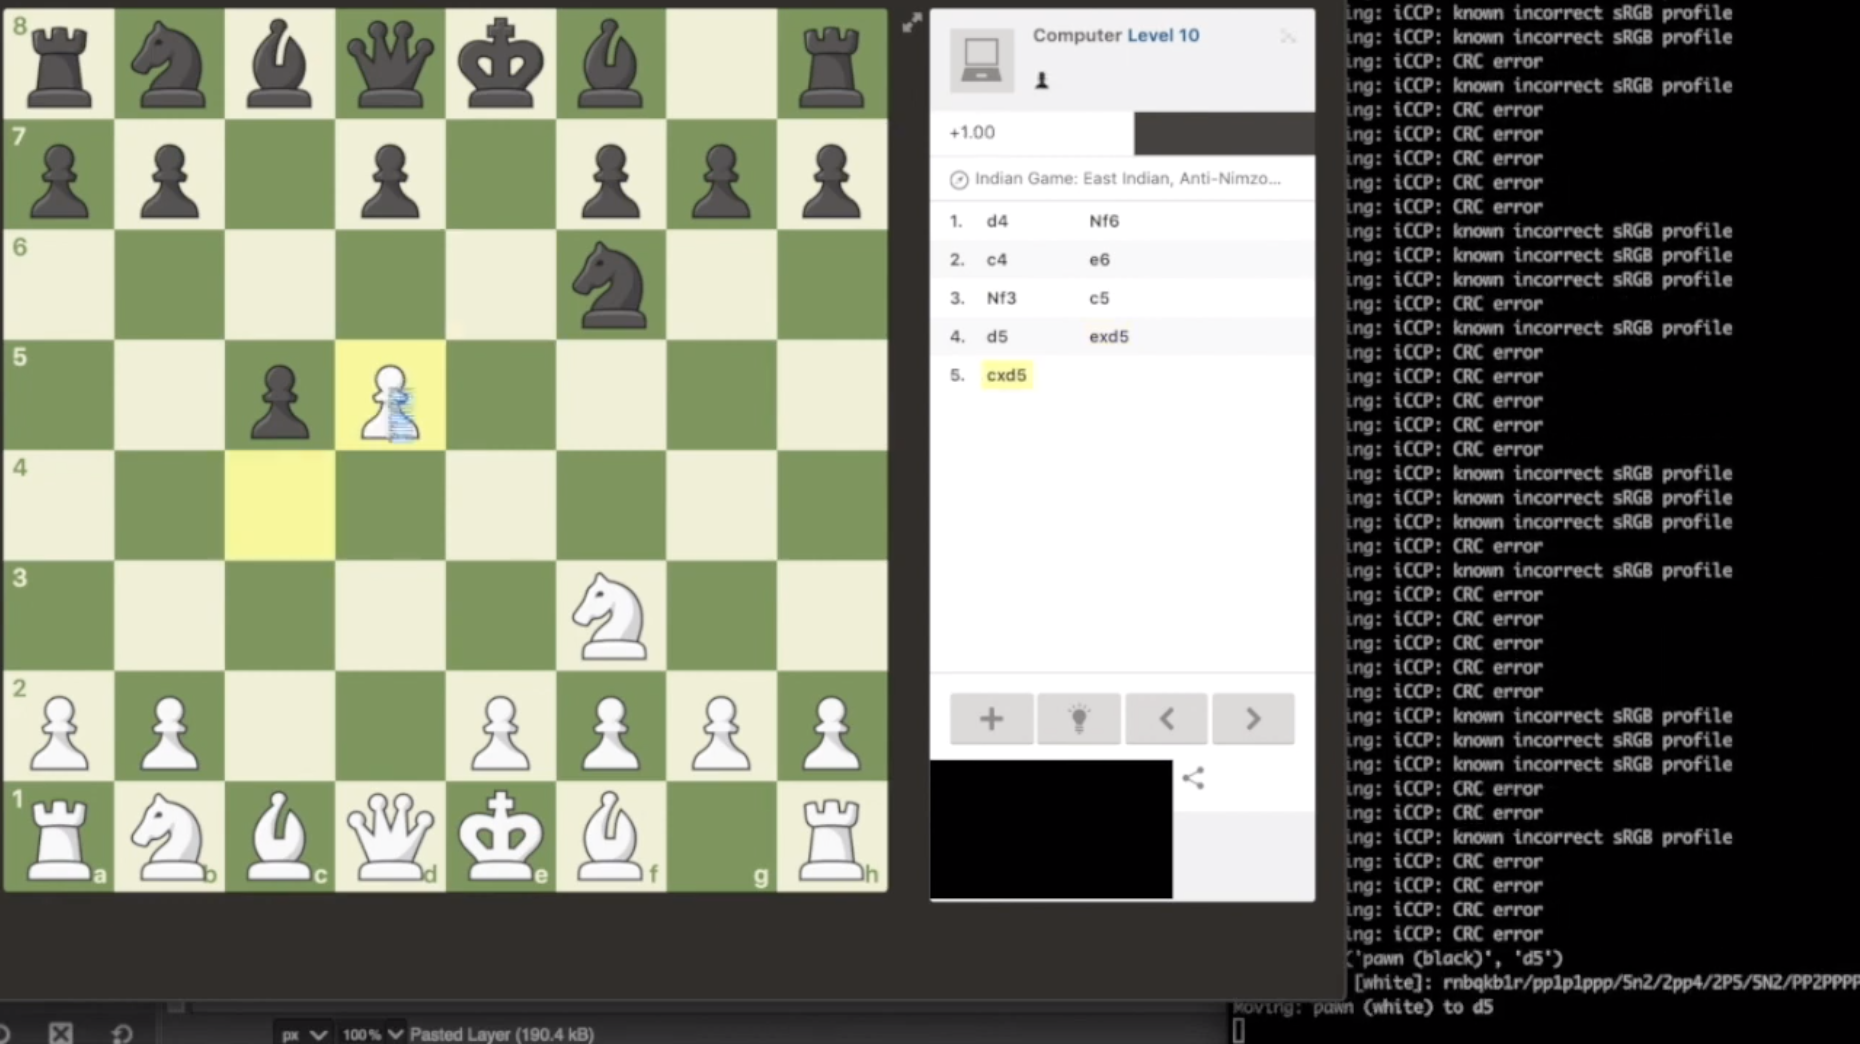 8
7
6
5
4
3
2
1
a b c d e f g h
Computer Level 10
+1.00
Indian Game: East Indian, Anti-Nimzo...
1. d4 Nf6
2. c4 e6
3. Nf3 c5
4. d5 exd5
5. cxd5
px 100% Pasted Layer (190.4 kB)
ing: iCCP: known incorrect sRGB profile
ing: iCCP: known incorrect sRGB profile
ing: iCCP: CRC error
ing: iCCP: known incorrect sRGB profile
ing: iCCP: CRC error
ing: iCCP: CRC error
ing: iCCP: CRC error
ing: iCCP: CRC error
ing: iCCP: CRC error
ing: iCCP: known incorrect sRGB profile
ing: iCCP: known incorrect sRGB profile
ing: iCCP: known incorrect sRGB profile
ing: iCCP: CRC error
ing: iCCP: known incorrect sRGB profile
ing: iCCP: CRC error
ing: iCCP: CRC error
ing: iCCP: CRC error
ing: iCCP: CRC error
ing: iCCP: CRC error
ing: iCCP: known incorrect sRGB profile
ing: iCCP: known incorrect sRGB profile
ing: iCCP: known incorrect sRGB profile
ing: iCCP: CRC error
ing: iCCP: known incorrect sRGB profile
ing: iCCP: CRC error
ing: iCCP: CRC error
ing: iCCP: CRC error
ing: iCCP: CRC error
ing: iCCP: CRC error
ing: iCCP: known incorrect sRGB profile
ing: iCCP: known incorrect sRGB profile
ing: iCCP: known incorrect sRGB profile
ing: iCCP: CRC error
ing: iCCP: CRC error
ing: iCCP: known incorrect sRGB profile
ing: iCCP: CRC error
ing: iCCP: CRC error
ing: iCCP: CRC error
ing: iCCP: CRC error
('pawn (black)', 'd5')
[white]: rnbqkb1r/pp1p1ppp/5n2/2pp4/2P5/5N2/PP2PPPP
Moving: pawn (white) to d5